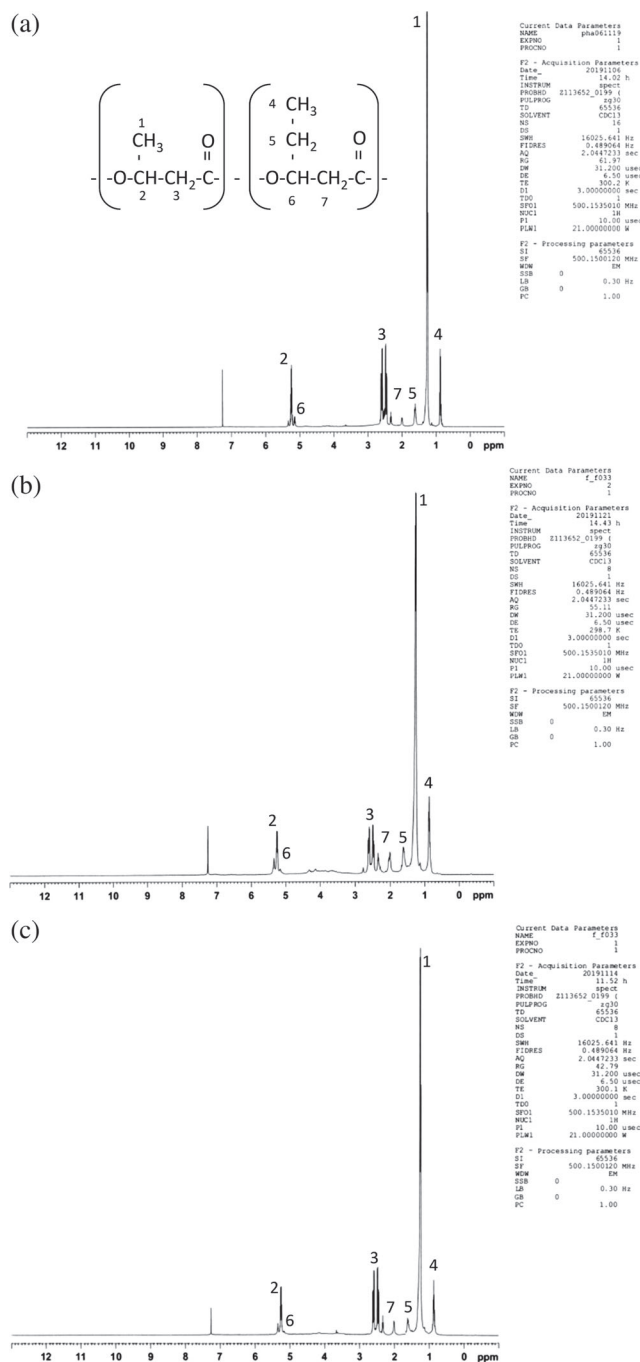 (a)
1
4 CH3
1
CH3 5 CH2
O O
-O-CH-CH2-C- - -O-CH-CH2-C-
2 3 6 7
2
6
3
7
5
4
12 11 10 9 8 7 6 5 4 3 2 1 0 ppm
Current Data Parameters
NAME pha061119
EXPNO 1
PROCNO 1
F2 - Acquisition Parameters
Date_ 20191106
Time 14.02 h
INSTRUM spect
PROBHD Z113652_0199 (
PULPROG zg30
TD 65536
SOLVENT CDCl3
NS 16
DS 1
SWH 16025.641 Hz
FIDRES 0.489064 Hz
AQ 2.0447233 sec
RG 61.97
DW 31.200 usec
DE 6.50 usec
TE 300.2 K
D1 3.00000000 sec
TD0 1
SFO1 500.1535010 MHz
NUC1 1H
P1 10.00 usec
PLW1 21.00000000 W
F2 - Processing parameters
SI 65536
SF 500.1500120 MHz
WDW EM
SSB 0
LB 0.30 Hz
GB 0
PC 1.00
(b)
1
2
6
3
7
5
4
12 11 10 9 8 7 6 5 4 3 2 1 0 ppm
Current Data Parameters
NAME f_f033
EXPNO 2
PROCNO 1
F2 - Acquisition Parameters
Date_ 20191121
Time 14.43 h
INSTRUM spect
PROBHD Z113652_0199 (
PULPROG zg30
TD 65536
SOLVENT CDCl3
NS 8
DS 1
SWH 16025.641 Hz
FIDRES 0.489064 Hz
AQ 2.0447233 sec
RG 55.11
DW 31.200 usec
DE 6.50 usec
TE 298.7 K
D1 3.00000000 sec
TD0 1
SFO1 500.1535010 MHz
NUC1 1H
P1 10.00 usec
PLW1 21.00000000 W
F2 - Processing parameters
SI 65536
SF 500.1500120 MHz
WDW EM
SSB 0
LB 0.30 Hz
GB 0
PC 1.00
(c)
1
2
6
3
7
5
4
12 11 10 9 8 7 6 5 4 3 2 1 0 ppm
Current Data Parameters
NAME f_f033
EXPNO 1
PROCNO 1
F2 - Acquisition Parameters
Date_ 20191114
Time 11.52 h
INSTRUM spect
PROBHD Z113652_0199 (
PULPROG zg30
TD 65536
SOLVENT CDCl3
NS 8
DS 1
SWH 16025.641 Hz
FIDRES 0.489064 Hz
AQ 2.0447233 sec
RG 42.79
DW 31.200 usec
DE 6.50 usec
TE 300.1 K
D1 3.00000000 sec
TD0 1
SFO1 500.1535010 MHz
NUC1 1H
P1 10.00 usec
PLW1 21.00000000 W
F2 - Processing parameters
SI 65536
SF 500.1500120 MHz
WDW EM
SSB 0
LB 0.30 Hz
GB 0
PC 1.00